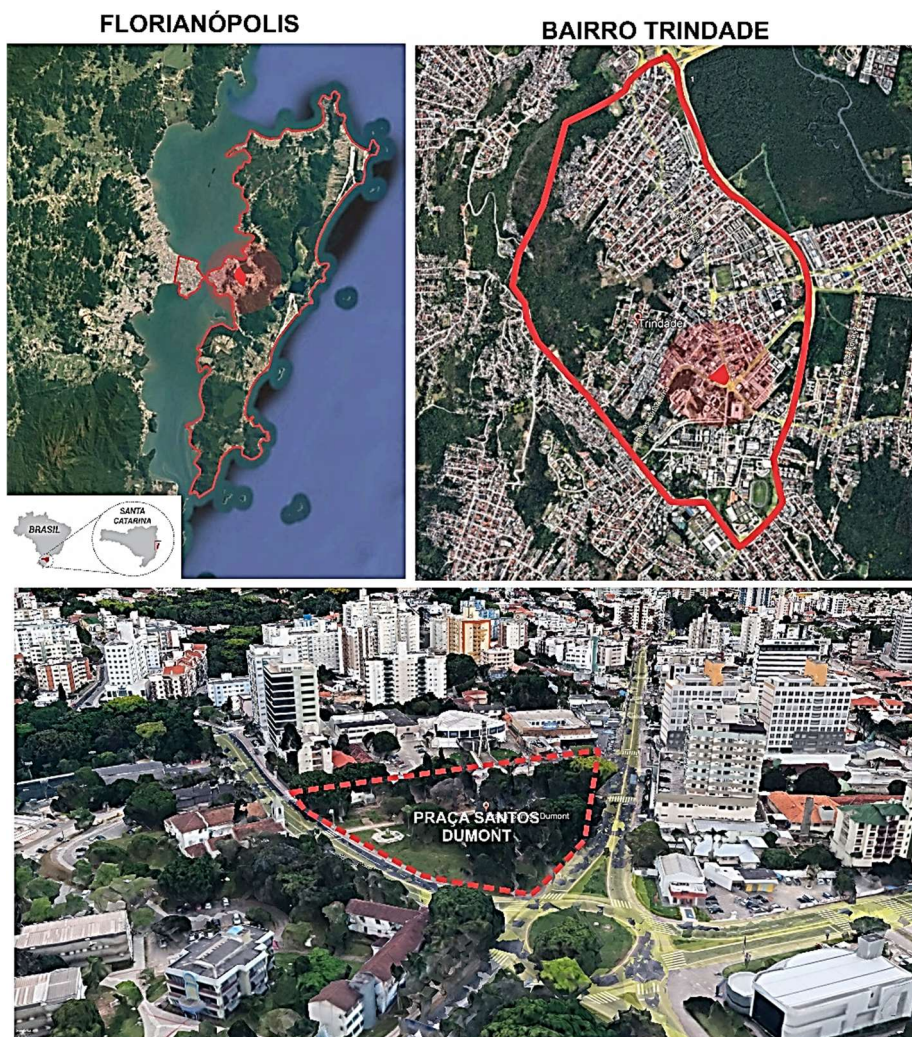 FLORIANÓPOLIS
BAIRRO TRINDADE
Trindade
BRASIL
SANTA
CATARINA
PRAÇA SANTOS
Dumont
DUMONT